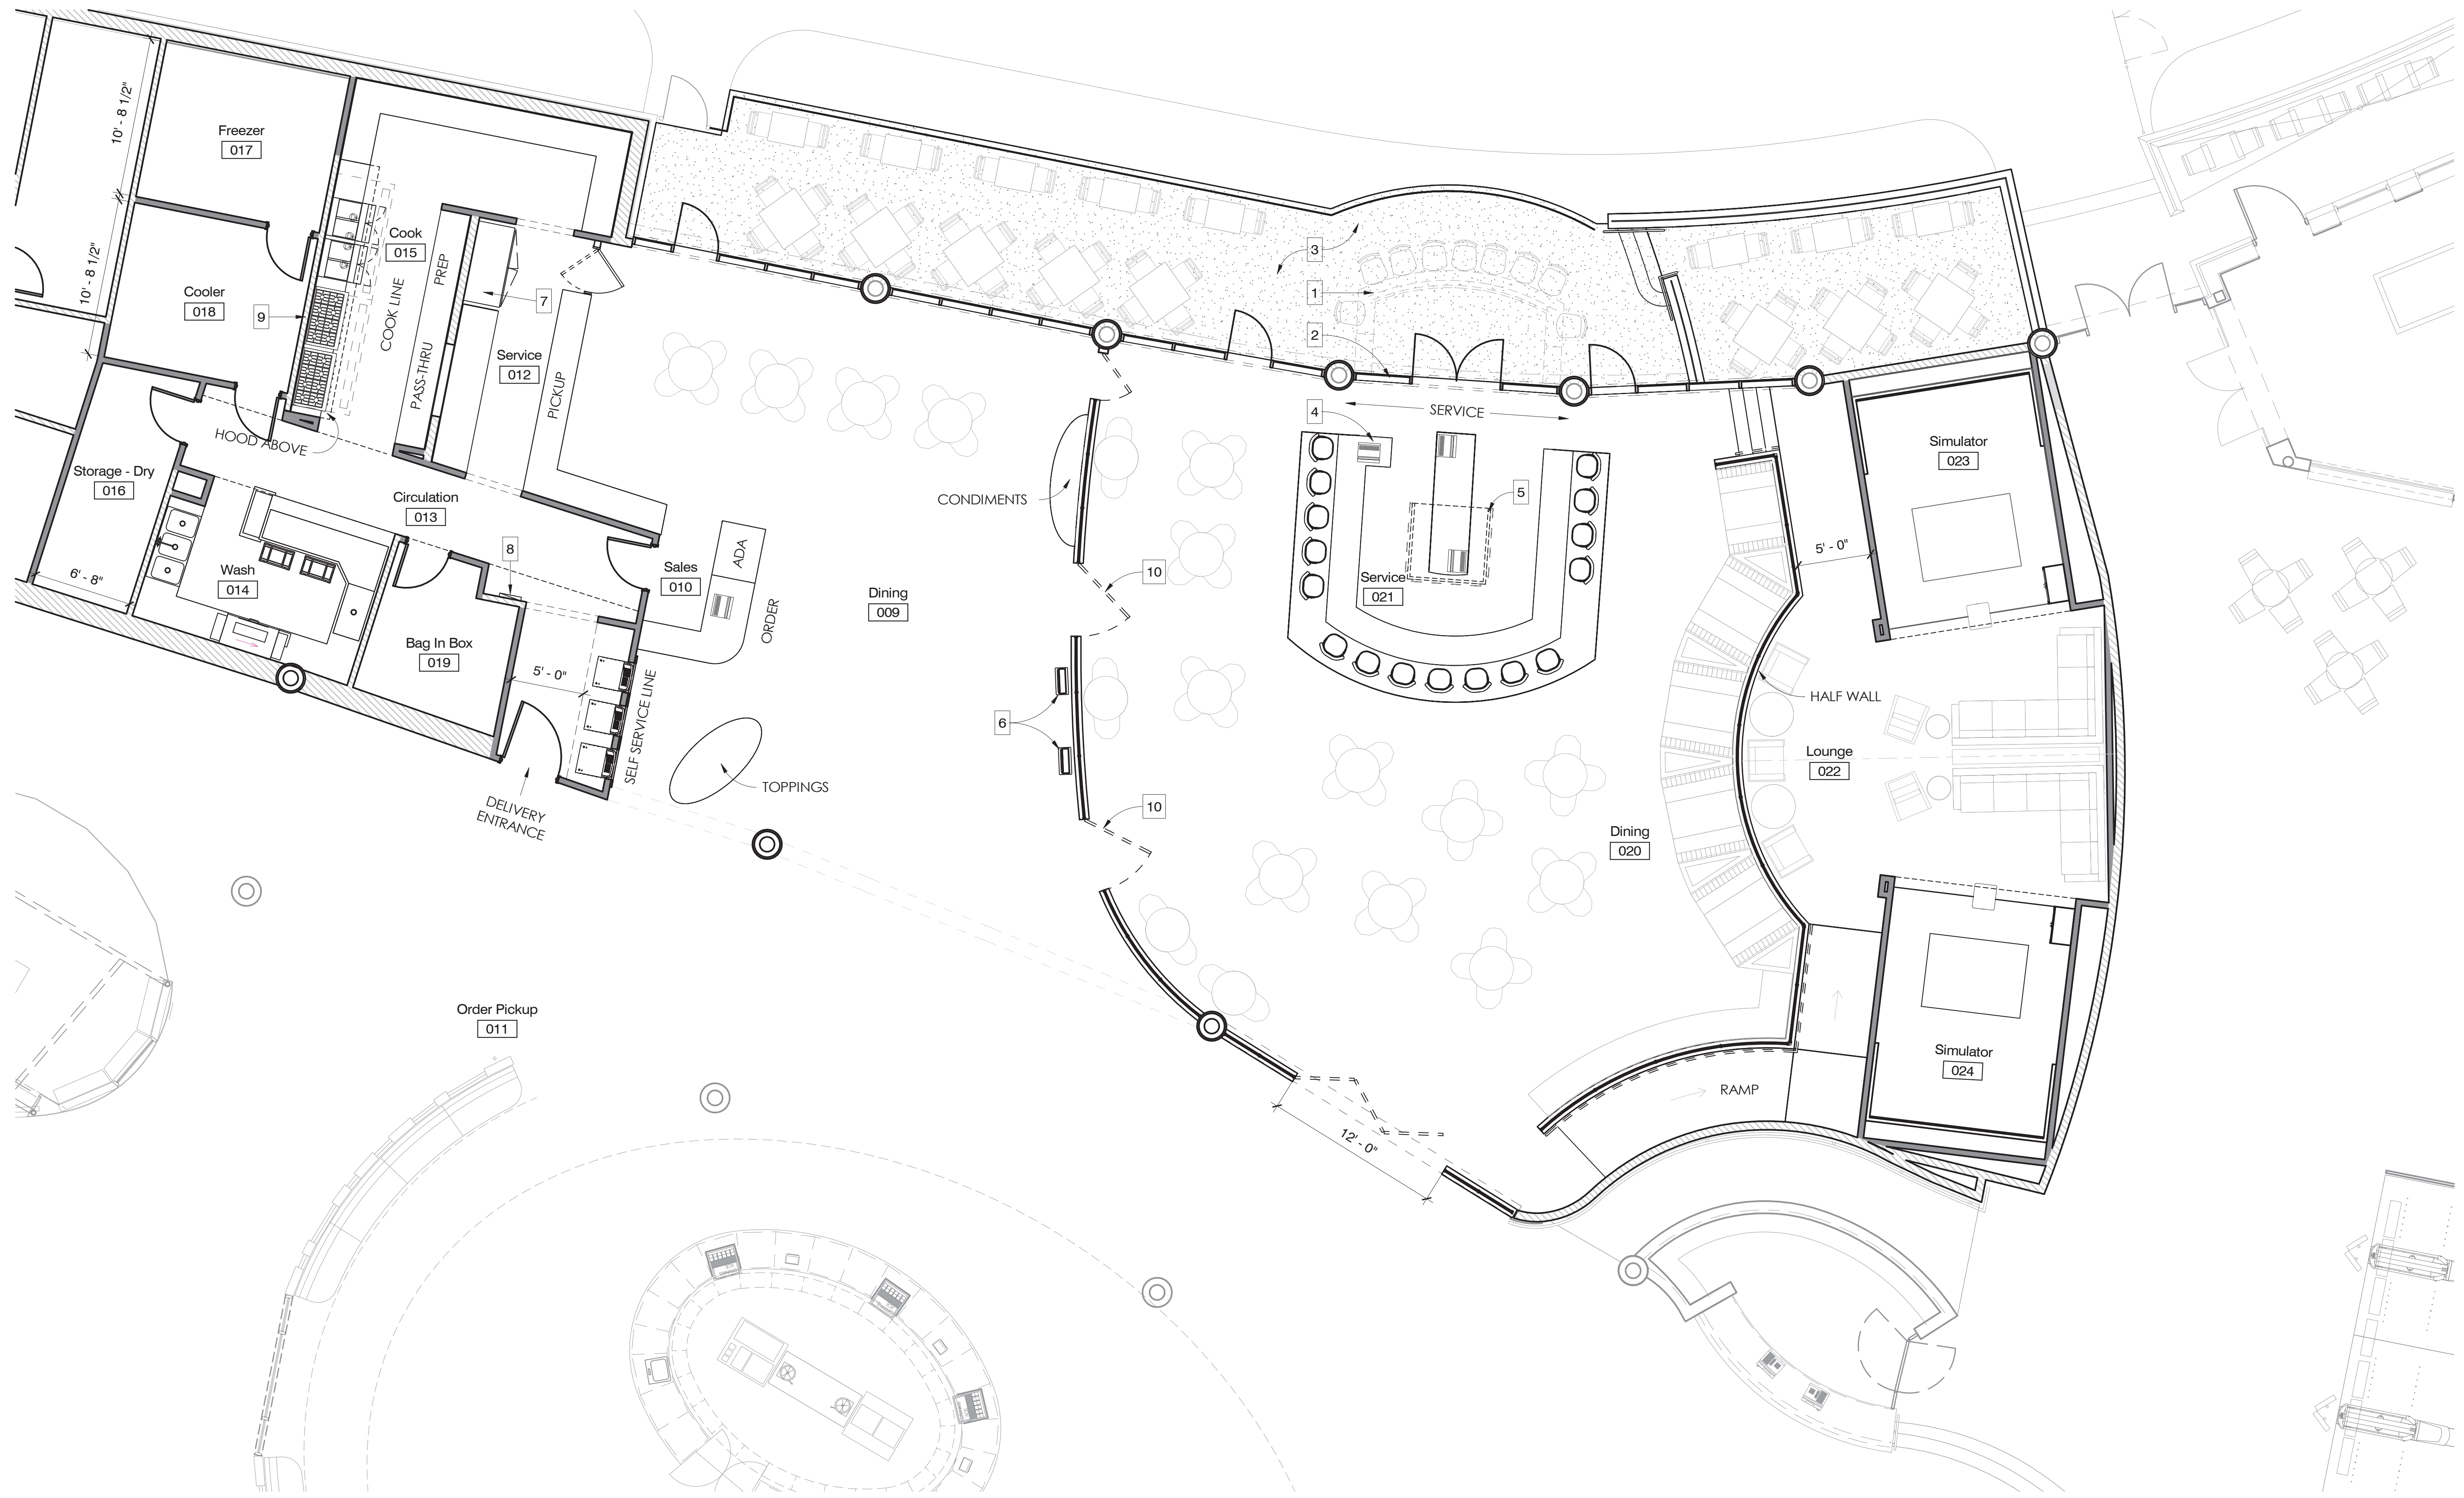 10' - 8 1/2"
Freezer
017
3
Cook
015
10' - 8 1/2"
PREP
Cooler
018
9
COOK LINE
7
1
2
Service
012
PASS-THRU
PICKUP
4
SERVICE
HOOD ABOVE
Simulator
023
Storage - Dry
016
Circulation
013
CONDIMENTS
5
8
ADA
5' - 0"
6' - 8"
Wash
014
Sales
010
10
Service
021
Dining
009
ORDER
Bag In Box
019
5' - 0"
SELF SERVICE LINE
6
HALF WALL
Lounge
022
TOPPINGS
DELIVERY
ENTRANCE
10
Dining
020
Order Pickup
011
Simulator
024
RAMP
12' - 0"